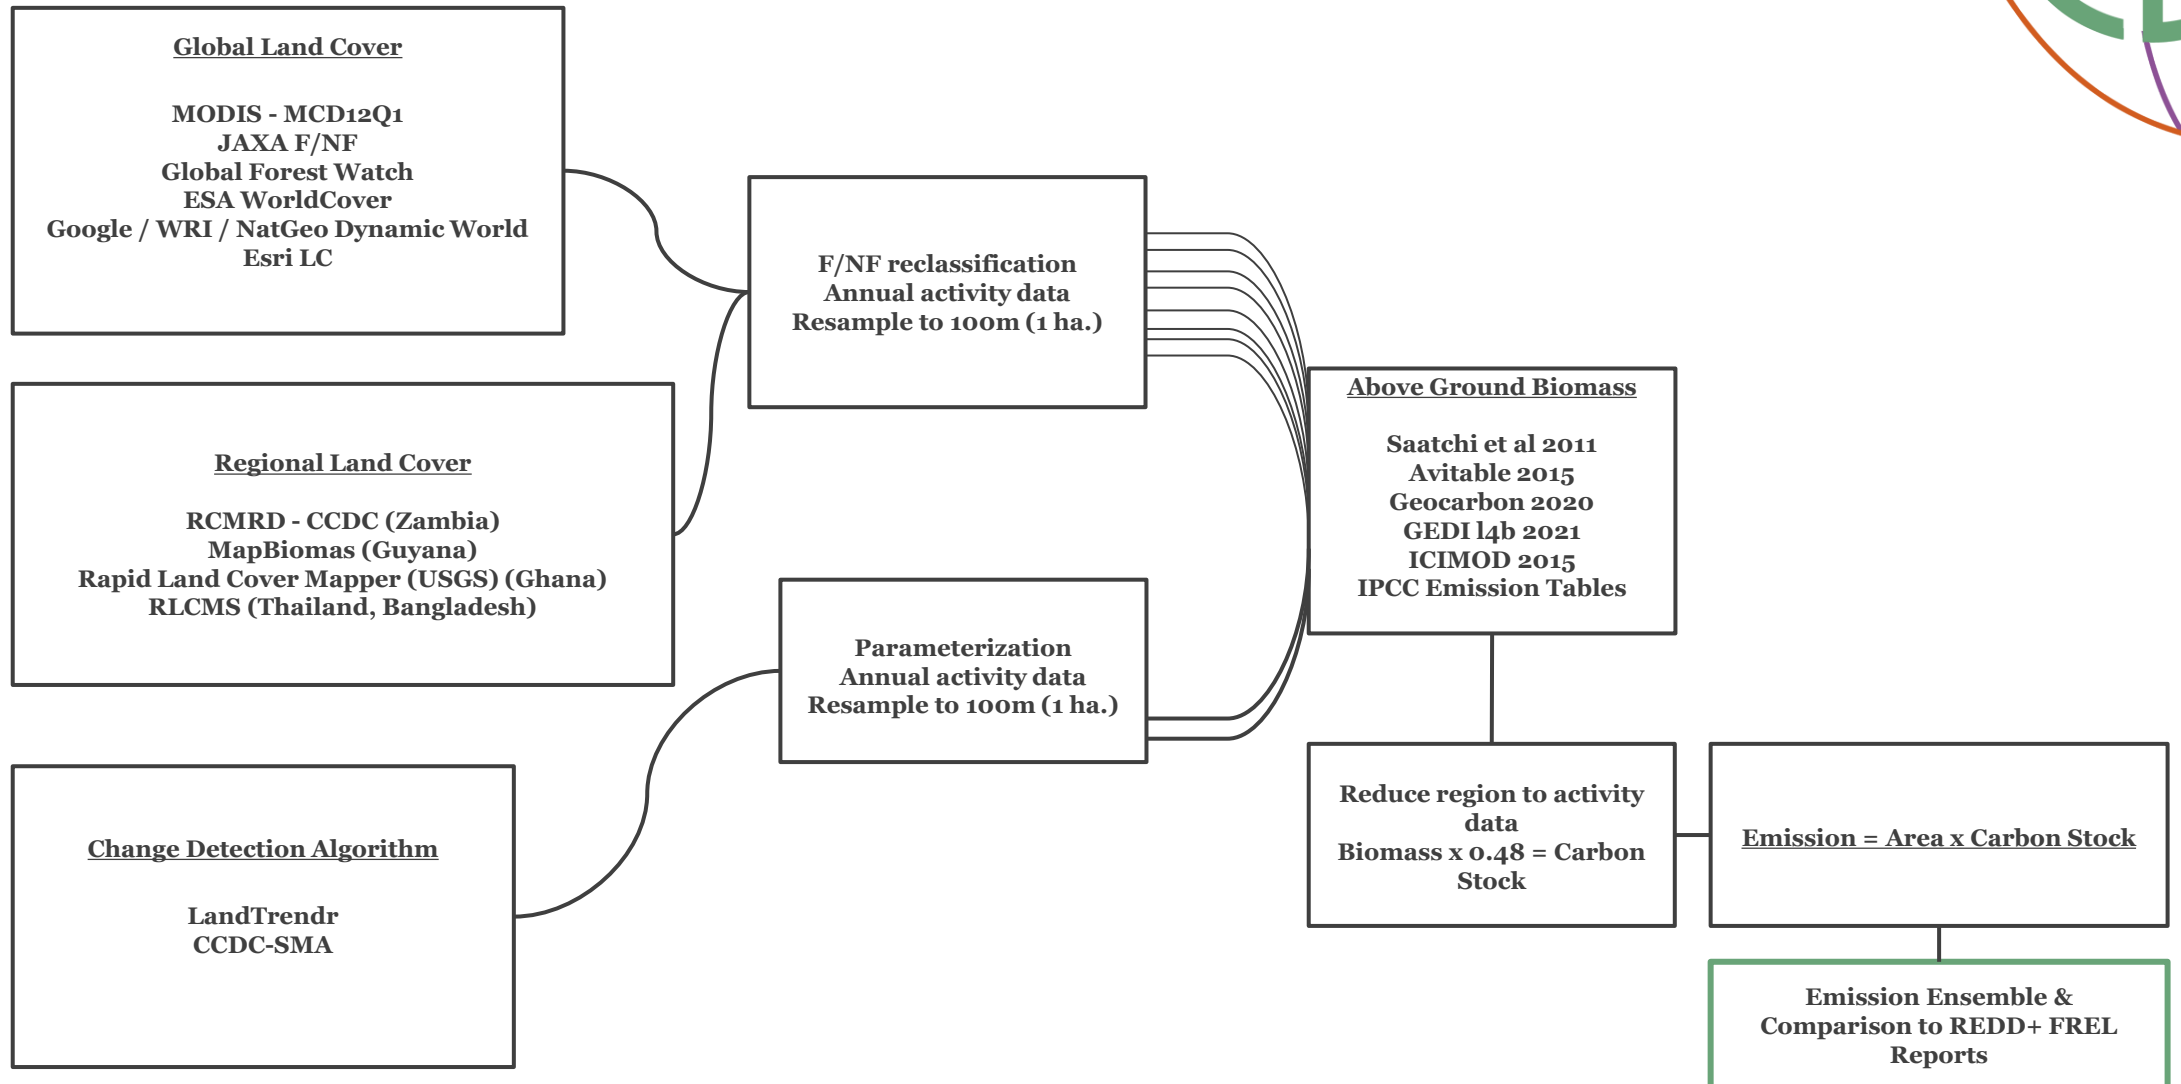 Global Land Cover
MODIS - MCD12Q1
JAXA F/NF
Global Forest Watch
ESA WorldCover
Google / WRI / NatGeo Dynamic World
Esri LC
Regional Land Cover
RCMRD - CCDC (Zambia)
MapBiomas (Guyana)
Rapid Land Cover Mapper (USGS) (Ghana)
RLCMS (Thailand, Bangladesh)
Change Detection Algorithm
LandTrendr
CCDC-SMA
F/NF reclassification
Annual activity data
Resample to 100m (1 ha.)
Parameterization
Annual activity data
Resample to 100m (1 ha.)
Above Ground Biomass
Saatchi et al 2011
Avitable 2015
Geocarbon 2020
GEDI l4b 2021
ICIMOD 2015
IPCC Emission Tables
Reduce region to activity
data
Biomass x 0.48 = Carbon
Stock
Emission = Area x Carbon Stock
Emission Ensemble &
Comparison to REDD+ FREL
Reports